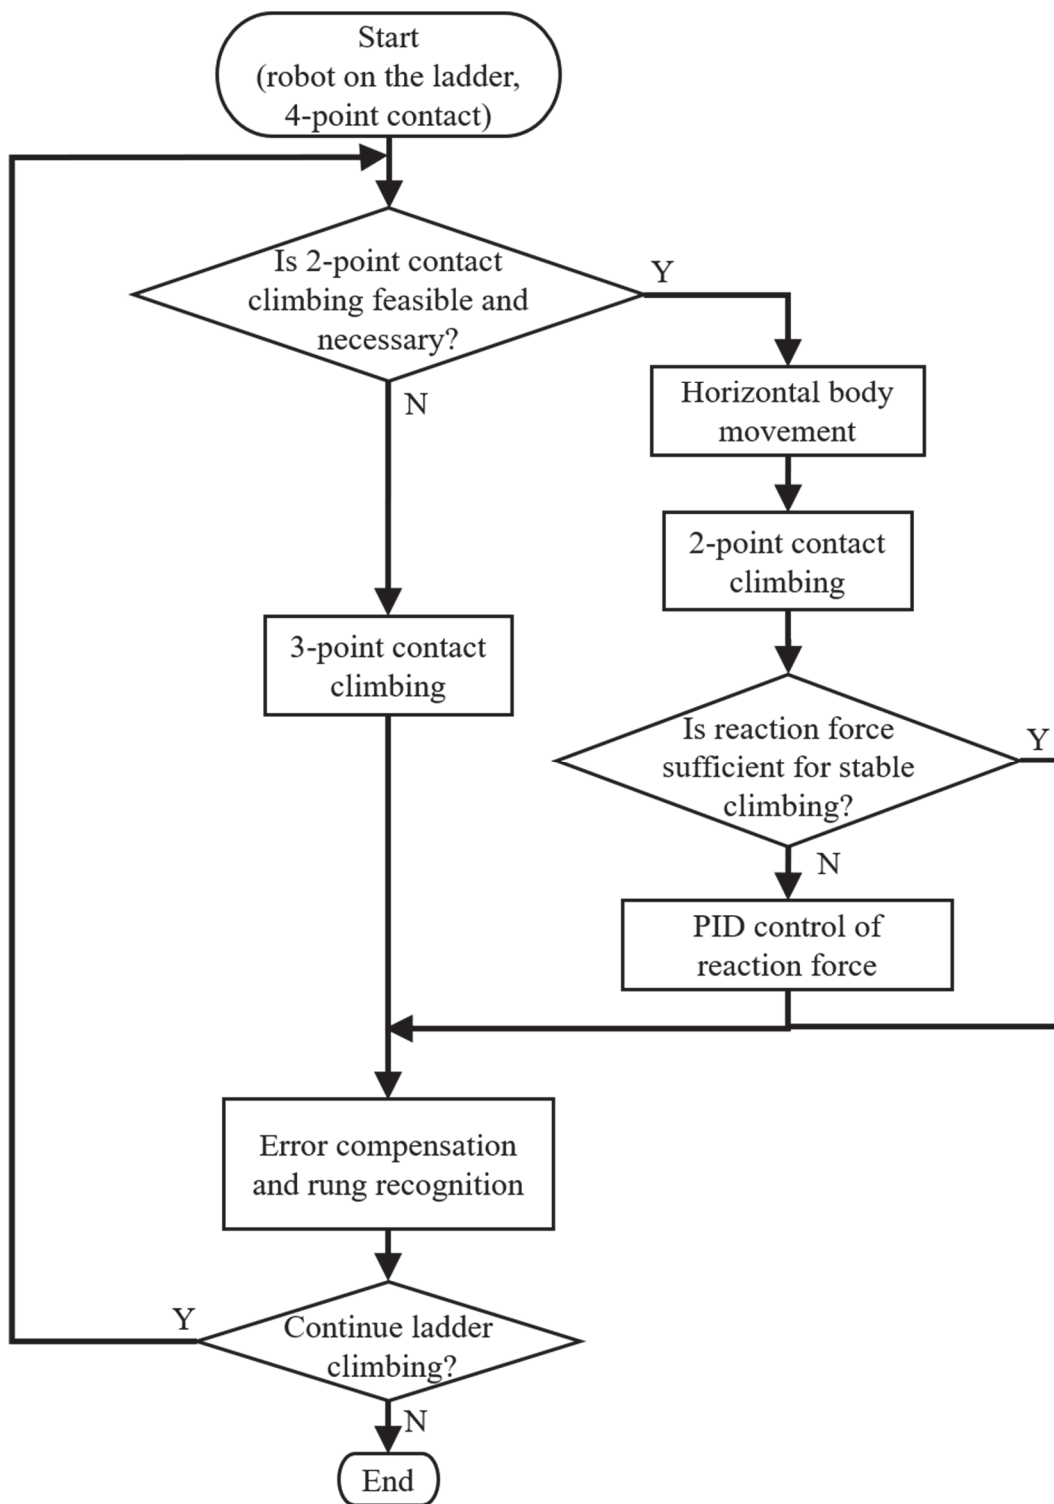 Start
(robot on the ladder,
4-point contact)
Is 2-point contact
climbing feasible and
necessary?
Y
N
Horizontal body
movement
2-point contact
climbing
3-point contact
climbing
Is reaction force
sufficient for stable
climbing?
Y
N
PID control of
reaction force
Error compensation
and rung recognition
Continue ladder
climbing?
Y
N
End